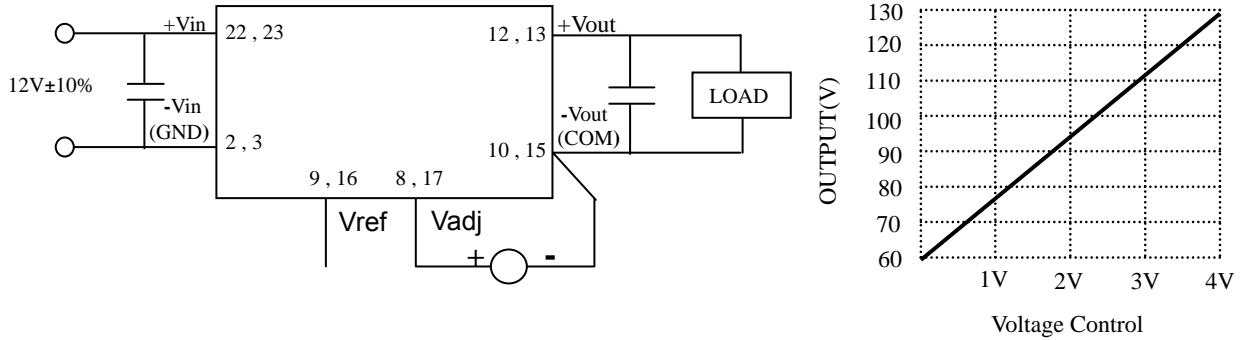 +Vin
22 , 23
12V±10%
-Vin
(GND)
2 , 3
9 , 16
8 , 17
Vref
Vadj
+
-
12 , 13
+Vout
LOAD
-Vout
(COM)
10 , 15
OUTPUT(V)
130
120
110
100
90
80
70
60
1V
2V
3V
4V
Voltage Control